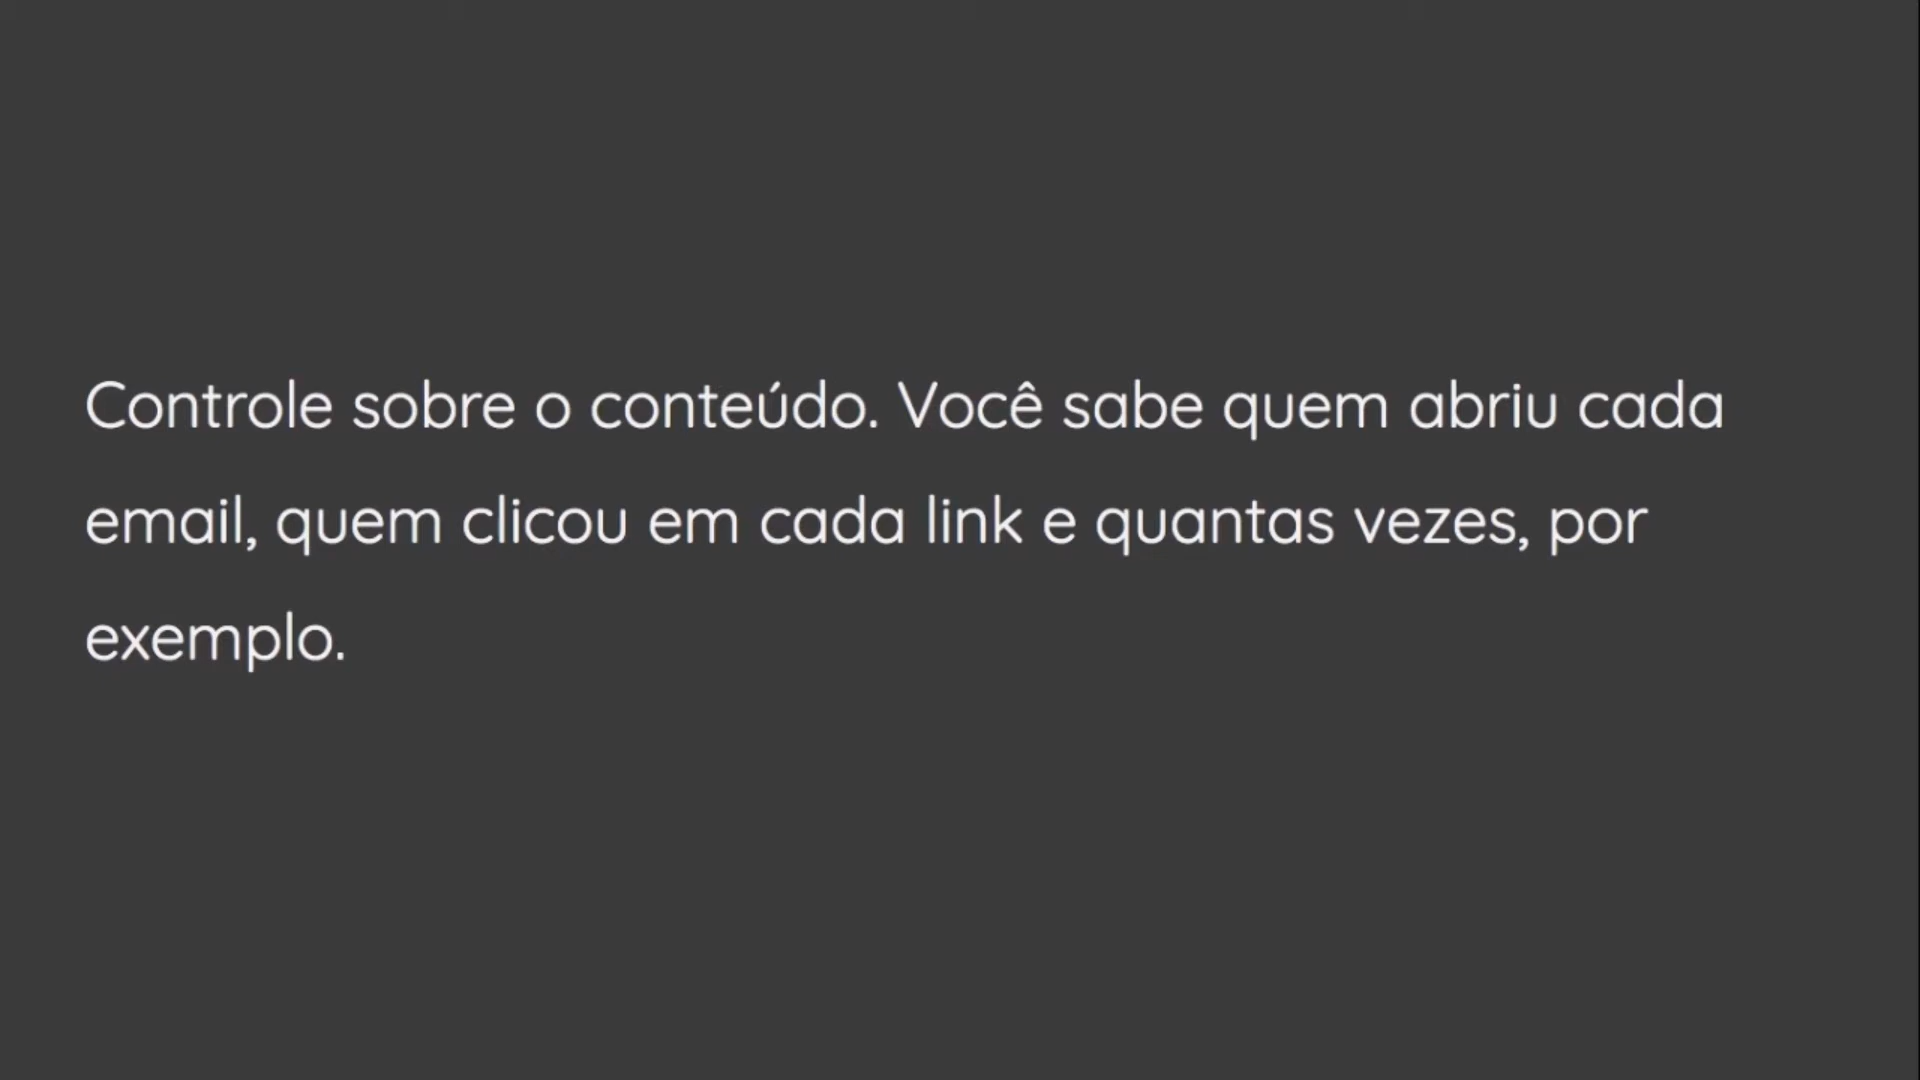 Controle sobre o conteúdo. Você sabe quem abriu cada
email, quem clicou em cada link e quantas vezes, por
exemplo.